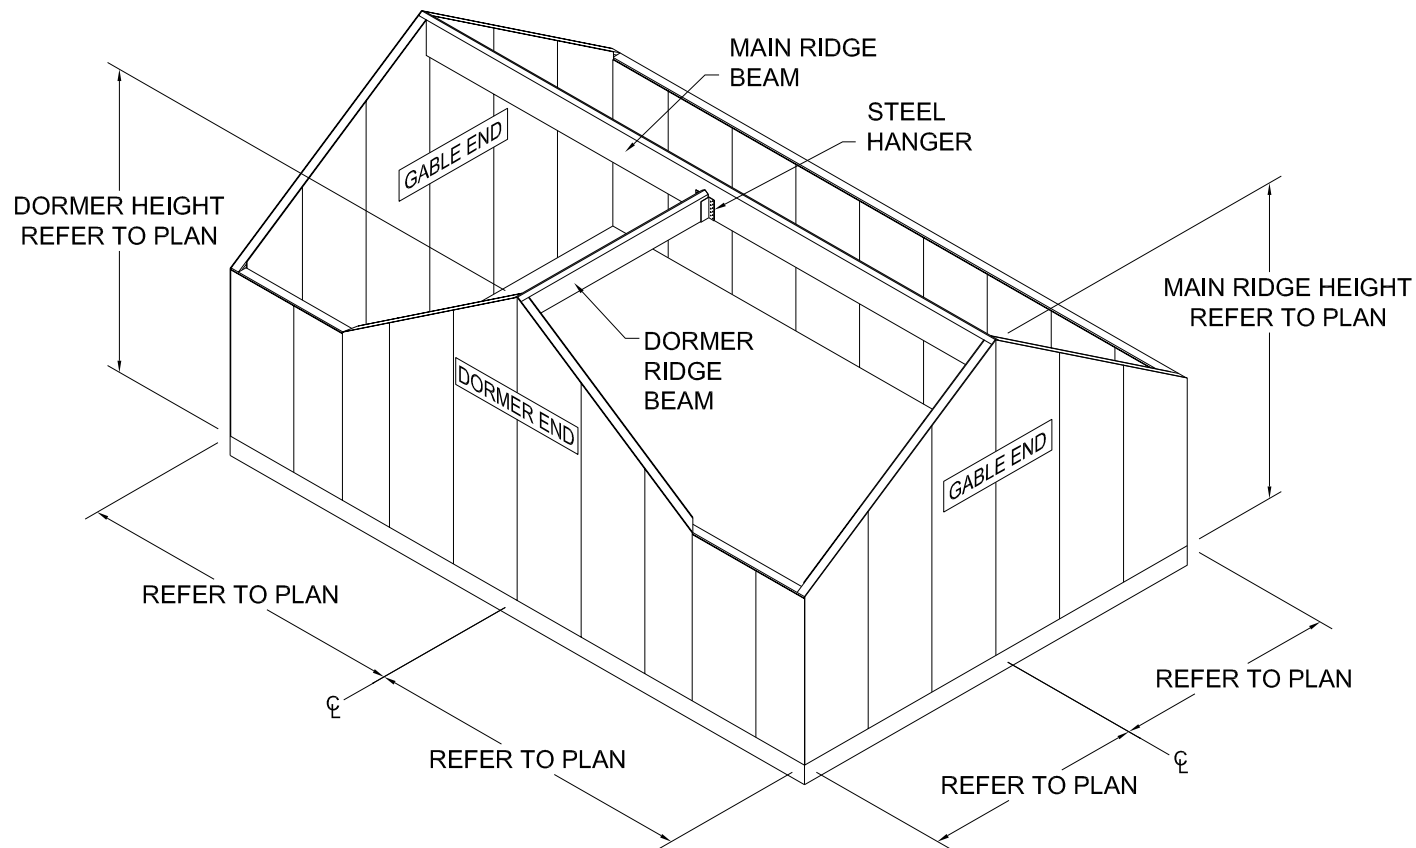 MAIN RIDGE
BEAM
STEEL
HANGER
GABLE END
DORMER HEIGHT
REFER TO PLAN
MAIN RIDGE HEIGHT
REFER TO PLAN
DORMER
RIDGE
BEAM
DORMER END
GABLE END
REFER TO PLAN
℄
REFER TO PLAN
REFER TO PLAN
℄
REFER TO PLAN